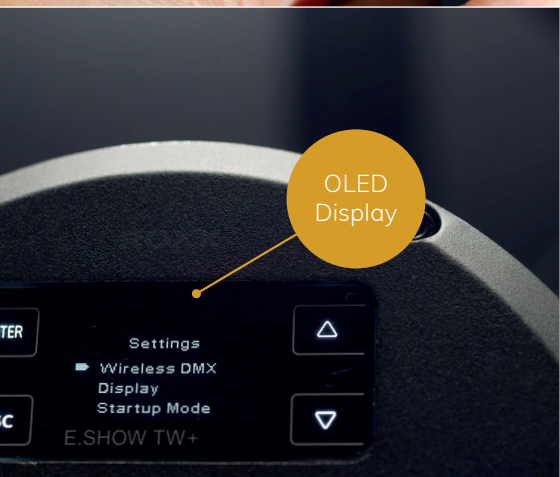 OLED
Display
TER
Settings
Wireless DMX
Display
Startup Mode
SC
E.SHOW TW+